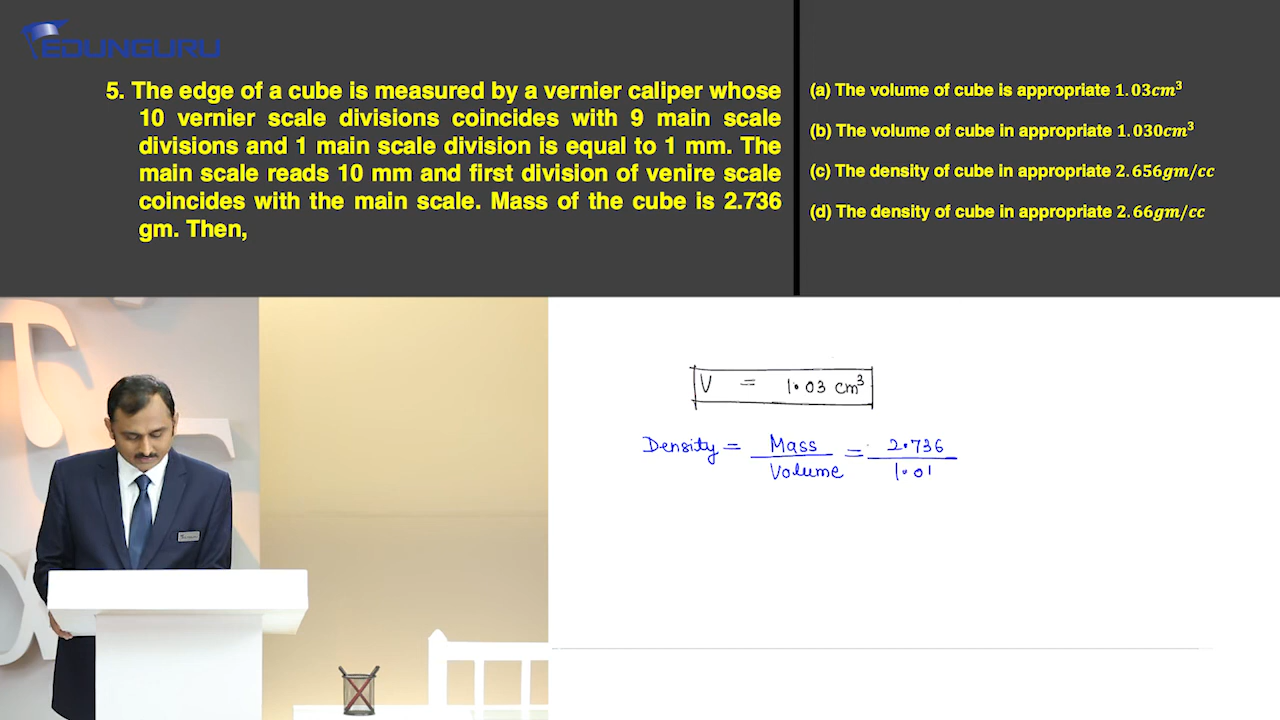 EDUNGURU
5. The edge of a cube is measured by a vernier caliper whose
10 vernier scale divisions coincides with 9 main scale
divisions and 1 main scale division is equal to 1 mm. The
main scale reads 10 mm and first division of venire scale
coincides with the main scale. Mass of the cube is 2.736
gm. Then,
(a) The volume of cube is appropriate 1.03cm³
(b) The volume of cube in appropriate 1.030cm³
(c) The density of cube in appropriate 2.656gm/cc
(d) The density of cube in appropriate 2.66gm/cc
V = 1.03 cm³
Density = Mass / Volume = 2.736 / 1.01